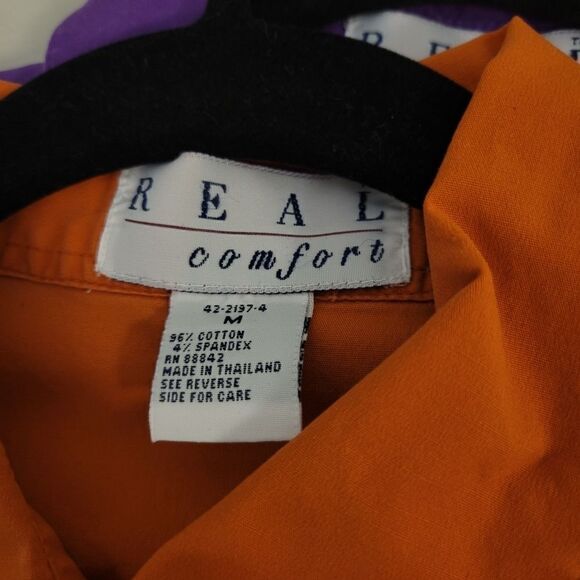 REAL
comfort
42-2197-4
M
96% COTTON
4% SPANDEX
RN 88842
MADE IN THAILAND
SEE REVERSE
SIDE FOR CARE